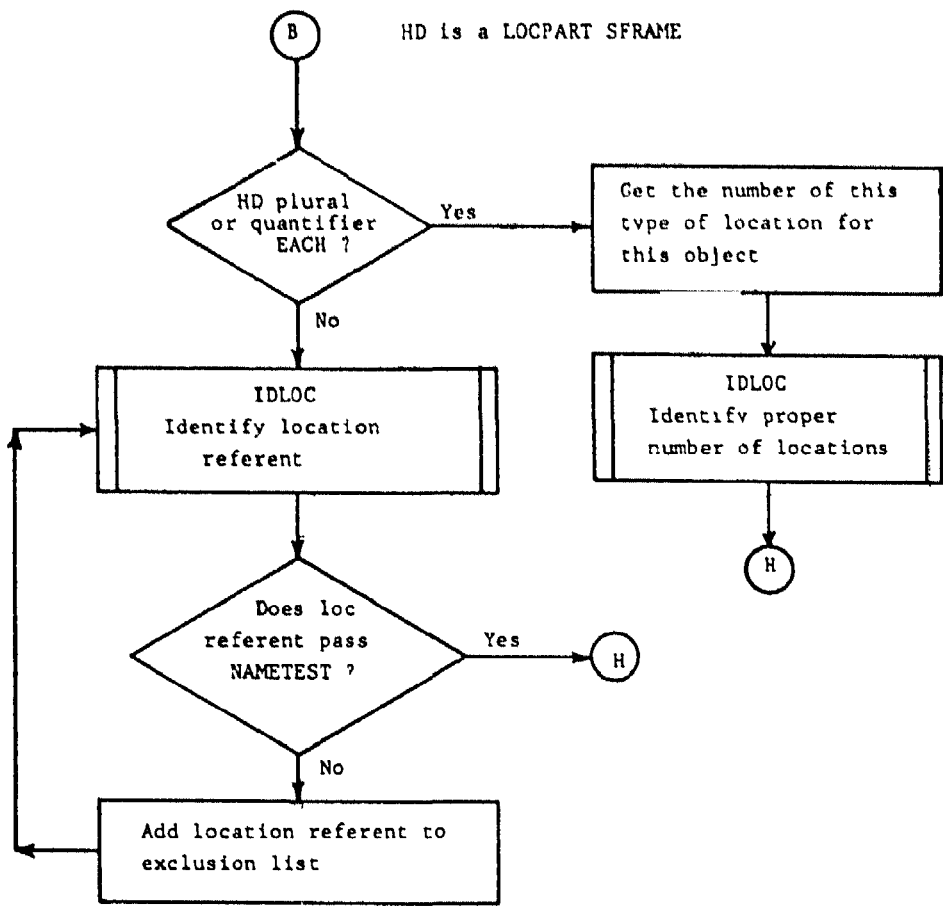 B
HD is a LOCPART SFRAME
HD plural
or quantifier
EACH ?
Yes
Get the number of this
type of location for
this object
No
IDLOC
Identify location
referent
IDLOC
Identify proper
number of locations
H
Does loc
referent pass
NAMETEST ?
Yes
H
No
Add location referent to
exclusion list